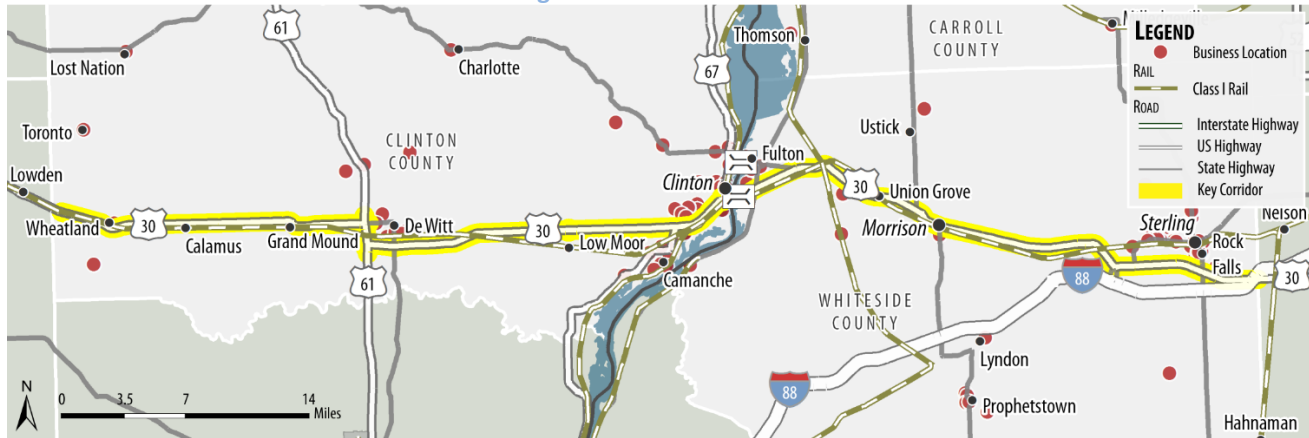 61
67
Thomson
CARROLL
COUNTY
LEGEND
Business Location
RAIL
Class I Rail
ROAD
Interstate Highway
US Highway
State Highway
Key Corridor
Lost Nation
Charlotte
Toronto
CLINTON
COUNTY
Ustick
Fulton
Lowden
Clinton
30
Union Grove
Wheatland
30
Calamus
Grand Mound
De Witt
30
Low Moor
Morrison
Sterling
Nelson
Rock
Falls
Camanche
61
88
30
WHITESIDE
COUNTY
Lyndon
88
Prophetstown
Hahnaman
N
0 3.5 7 14
Miles